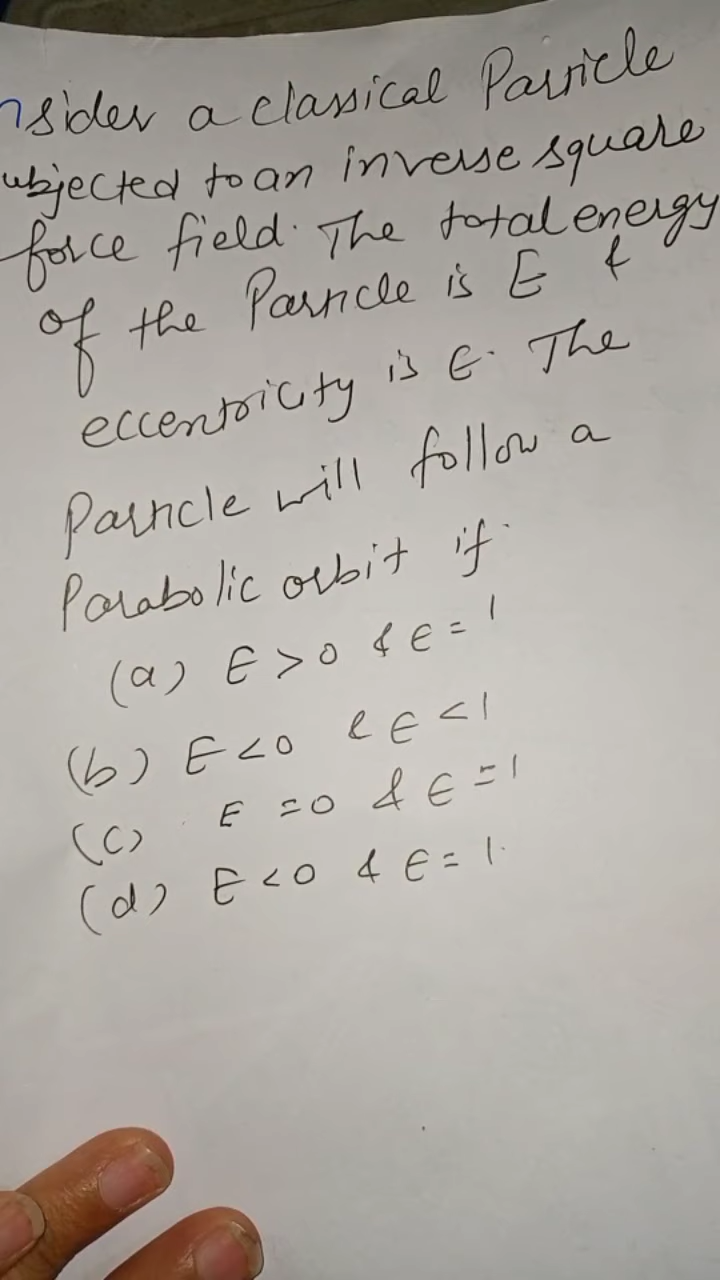 nsider a classical Particle
ubjected to an inverse square
force field. The total energy
of the Particle is E &
eccentricity is ϵ. The
Particle will follow a
Parabolic orbit if
(a) E > 0 & ϵ = 1
(b) E < 0 & ϵ < 1
(c) E = 0 & ϵ = 1
(d) E < 0 & ϵ = 1.